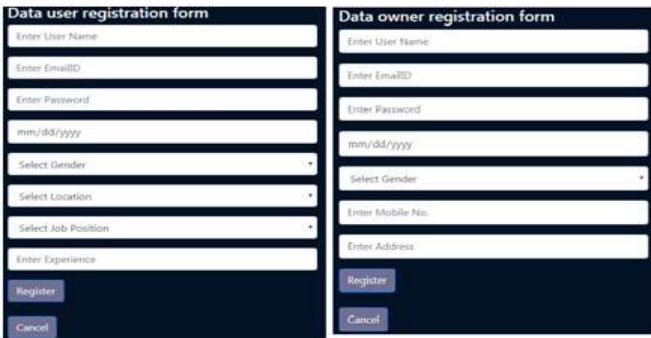 Data user registration form
Enter User Name
Enter EmailID
Enter Password
mm/dd/yyyy
Select Gender
Select Location
Select Job Position
Enter Experience
Register
Cancel
Data owner registration form
Enter User Name
Enter EmailID
Enter Password
mm/dd/yyyy
Select Gender
Enter Mobile No.
Enter Address
Register
Cancel